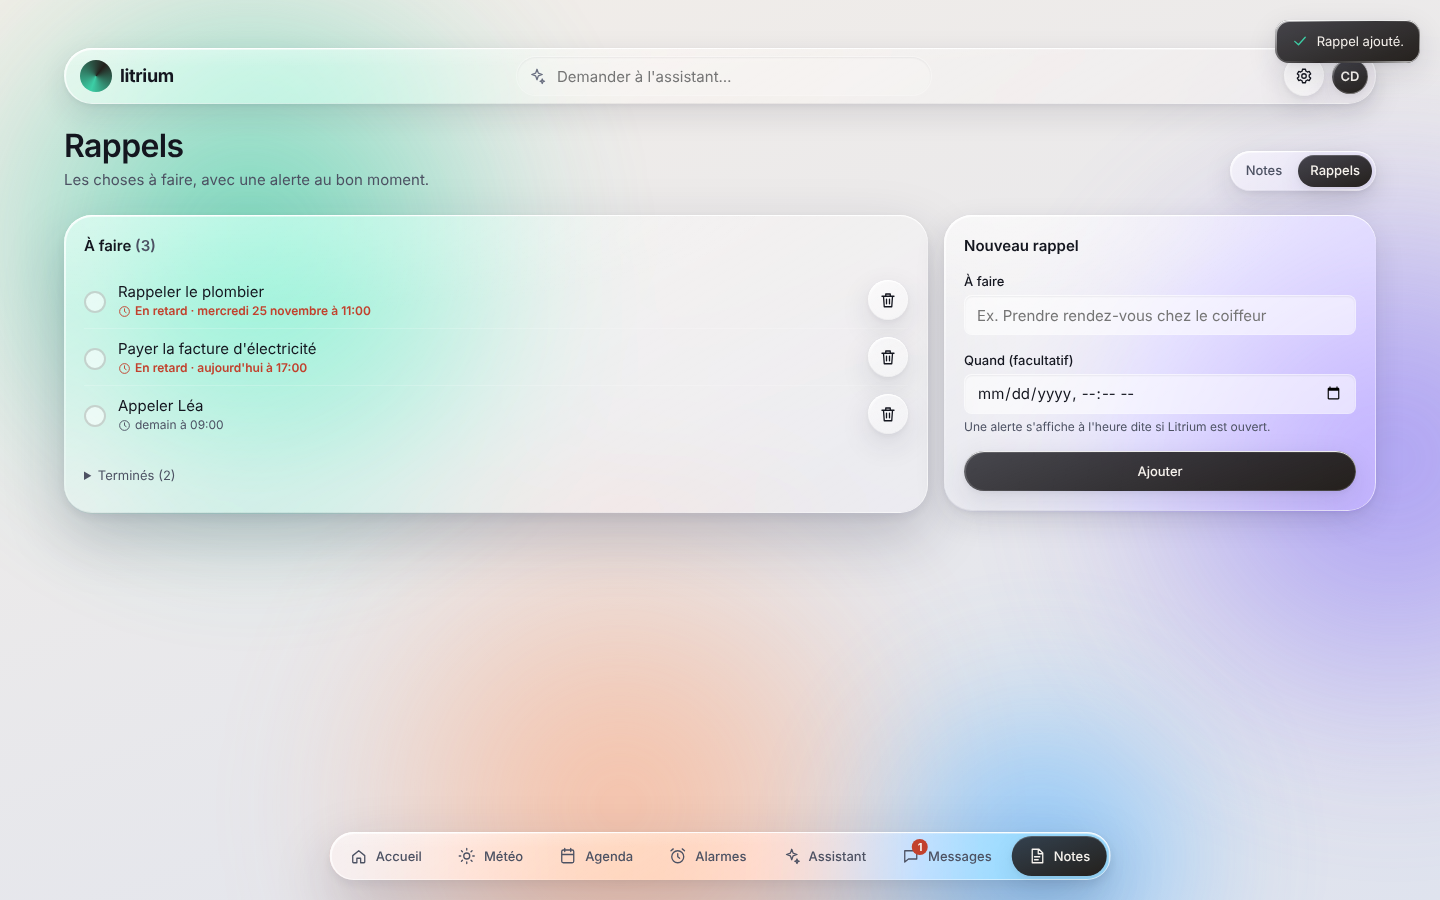 Rappel ajouté.
litrium
Demander à l'assistant...
CD
Rappels
Les choses à faire, avec une alerte au bon moment.
Notes
Rappels
À faire (3)
Rappeler le plombier
En retard · mercredi 25 novembre à 11:00
Payer la facture d'électricité
En retard · aujourd'hui à 17:00
Appeler Léa
demain à 09:00
Terminés (2)
Nouveau rappel
À faire
Ex. Prendre rendez-vous chez le coiffeur
Quand (facultatif)
mm/dd/yyyy, --:-- --
Une alerte s'affiche à l'heure dite si Litrium est ouvert.
Ajouter
Accueil
Météo
Agenda
Alarmes
Assistant
1
Messages
Notes